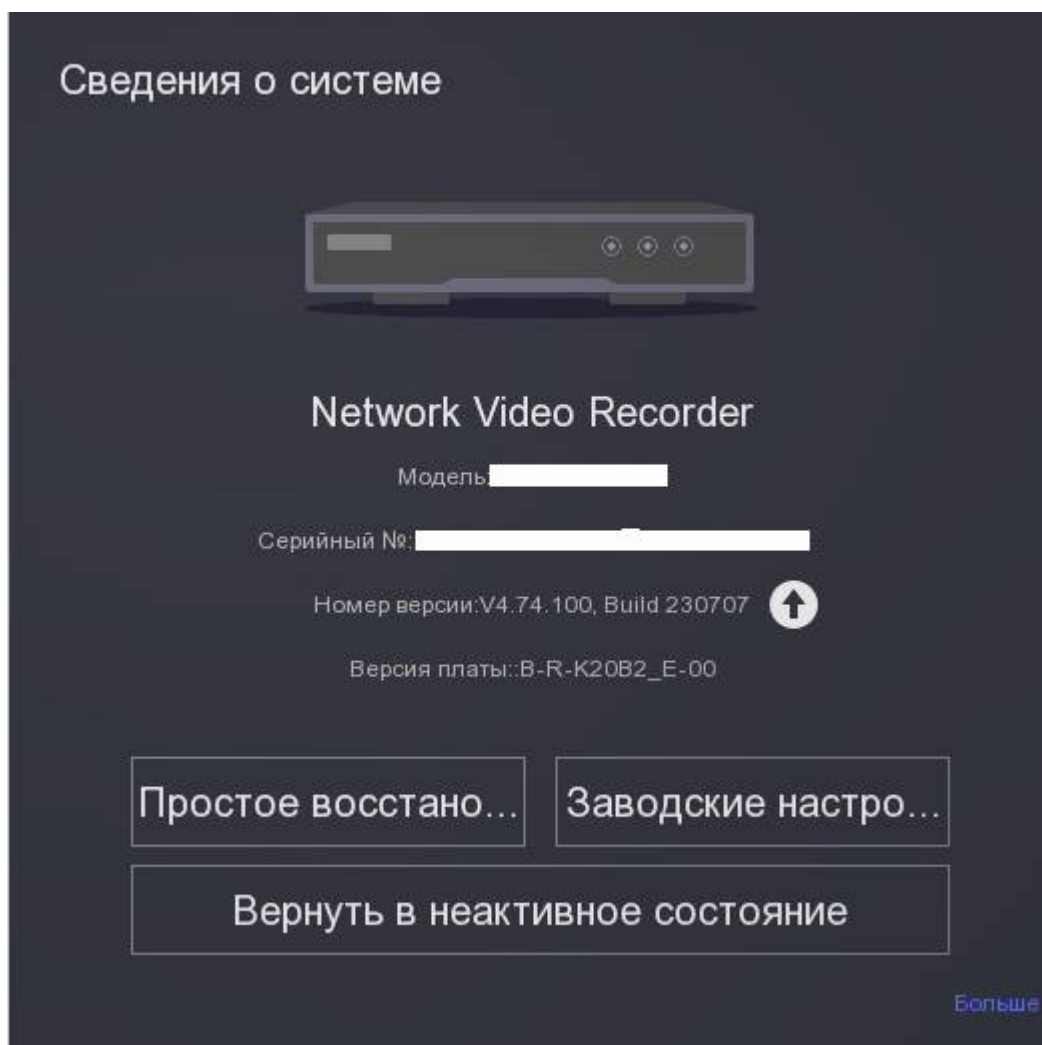 Сведения о системе
Network Video Recorder
Модель:
Серийный №:
Номер версии:V4.74.100, Build 230707
Версия платы::B-R-K20B2_E-00
Простое восстано...
Заводские настро...
Вернуть в неактивное состояние
Больше